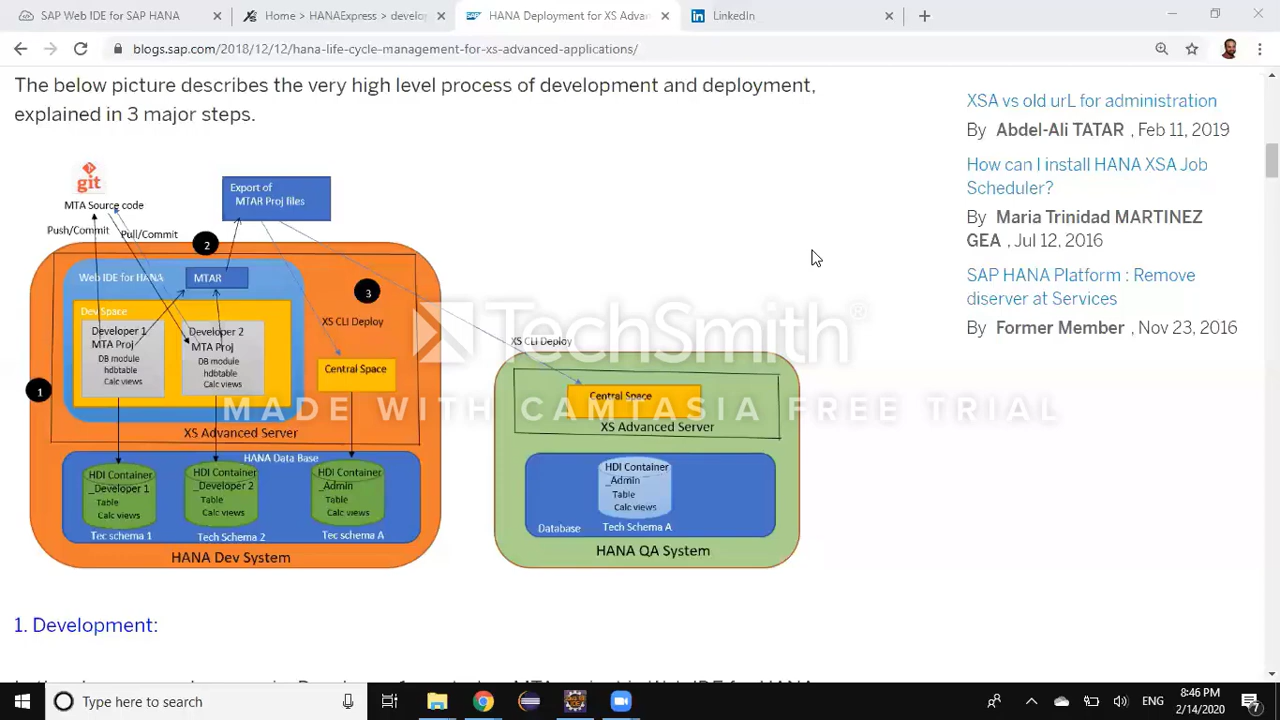 SAP Web IDE for SAP HANA
Home > HANAExpress > develop
HANA Deployment for XS Advan
LinkedIn
blogs.sap.com/2018/12/12/hana-life-cycle-management-for-xs-advanced-applications/
The below picture describes the very high level process of development and deployment,
explained in 3 major steps.
XSA vs old urL for administration
By Abdel-Ali TATAR , Feb 11, 2019
How can I install HANA XSA Job
Scheduler?
By Maria Trinidad MARTINEZ
GEA , Jul 12, 2016
SAP HANA Platform : Remove
diserver at Services
By Former Member , Nov 23, 2016
git
MTA Source code
Push/Commit
Pull/Commit
Export of
MTAR Proj files
2
Web IDE for HANA
MTAR
3
Dev Space
Developer 1
MTA Proj
DB module
hdbtable
Calc views
Developer 2
MTA Proj
DB module
hdbtable
Calc views
XS CLI Deploy
Central Space
1
XS Advanced Server
HANA Data Base
HDI Container
_Developer 1
Table
Calc views
Tec schema 1
HDI Container
_Developer 2
Table
Calc views
Tech Schema 2
HDI Container
_Admin
Table
Calc views
Tec schema A
HANA Dev System
XS CLI Deploy
Central Space
XS Advanced Server
HDI Container
_Admin
Table
Calc views
Database
Tech Schema A
HANA QA System
TechSmith®
MADE WITH CAMTASIA FREE TRIAL
1. Development:
Type here to search
ENG
8:46 PM
2/14/2020
7